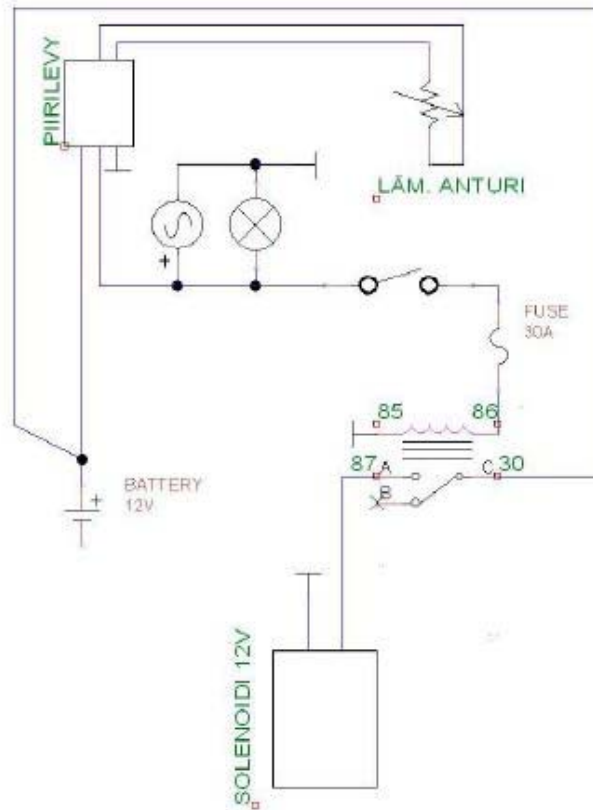 PIIRILEVY
LÄM. ANTURI
+
FUSE
30A
85
86
87
A
C
30
B
BATTERY
12V
+
SOLENOIDI 12V